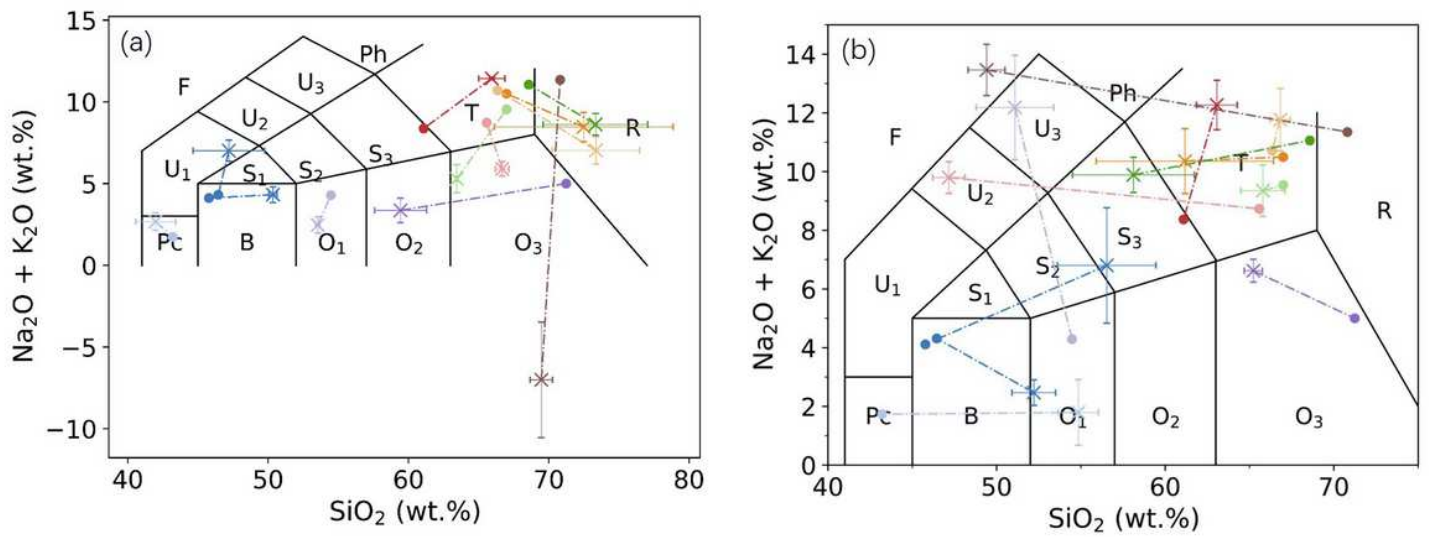 (a)
Na₂O + K₂O (wt.%)
15
10
5
0
−5
−10
F
U₃
Ph
U₂
T
R
U₁
S₁
S₂
S₃
Pc
B
O₁
O₂
O₃
40
50
60
70
80
SiO₂ (wt.%)
(b)
Na₂O + K₂O (wt.%)
14
12
10
8
6
4
2
0
Ph
F
U₃
T
U₂
R
S₃
S₂
U₁
S₁
Pc
B
O₁
O₂
O₃
40
50
60
70
SiO₂ (wt.%)